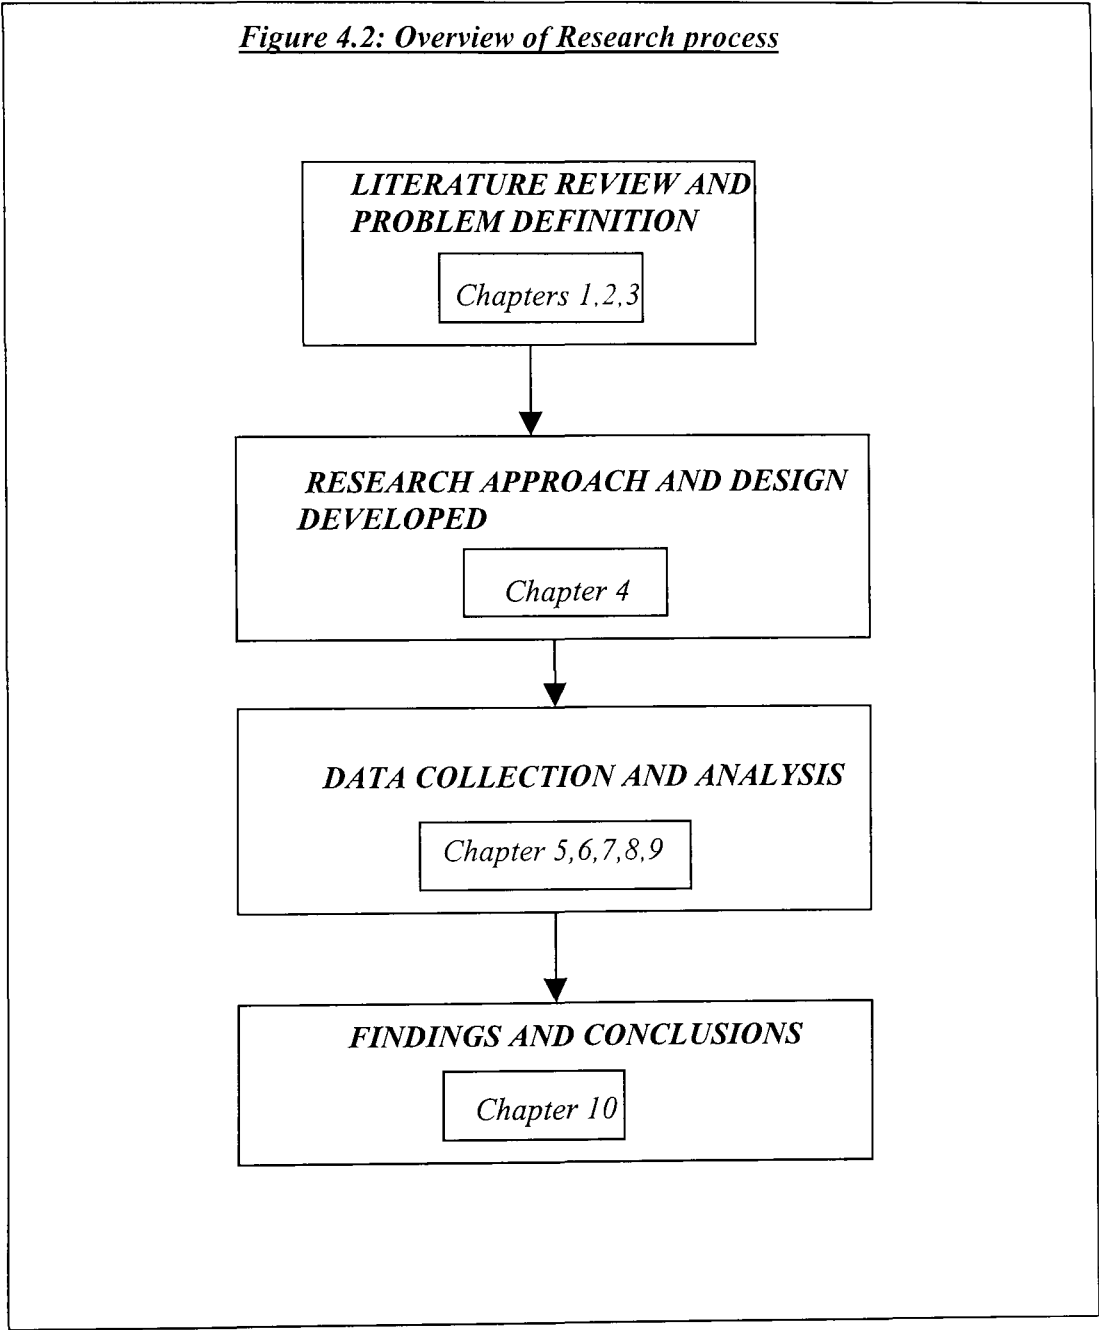 Figure 4.2: Overview of Research process
LITERATURE REVIEW AND
PROBLEM DEFINITION
Chapters 1,2,3
RESEARCH APPROACH AND DESIGN
DEVELOPED
Chapter 4
DATA COLLECTION AND ANALYSIS
Chapter 5,6,7,8,9
FINDINGS AND CONCLUSIONS
Chapter 10